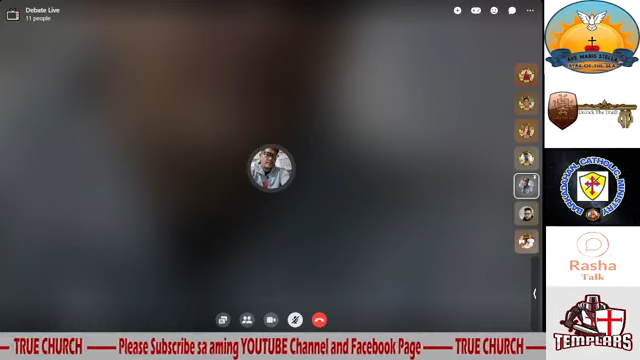 Debate Live
11 people
AVE MARIS STELLA
STAR OF THE SEA
Unlock The Truth
BARKADAHAN CATHOLIC MINISTRY
Rasha
Talk
TEMPLARS
TRUE CHURCH —— Please Subscribe sa aming YOUTUBE Channel and Facebook Page —— TRUE CHURCH